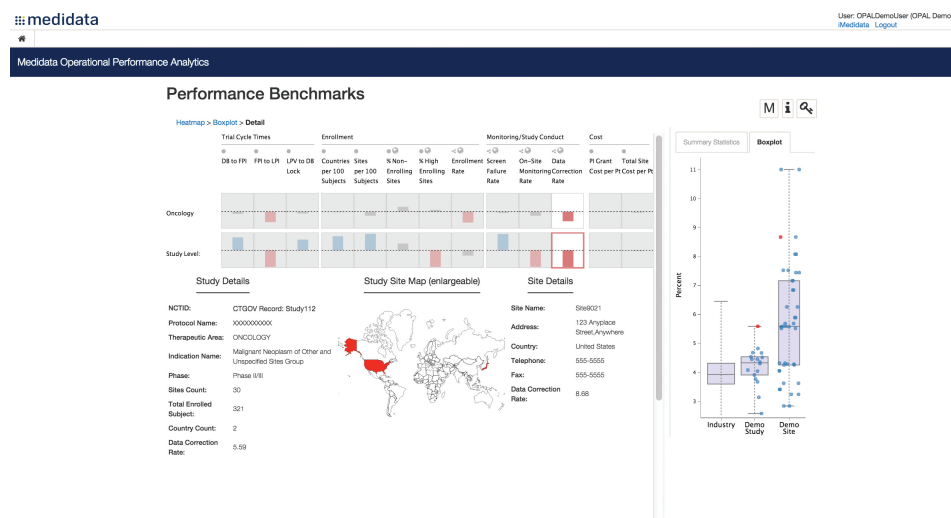 medidata
User: OPALDemoUser (OPAL Demo
iMedidata Logout
Medidata Operational Performance Analytics
Performance Benchmarks
M i
Heatmap > Boxplot > Detail
Trial Cycle Times
Enrollment
Monitoring/Study Conduct
Cost
DB to FPI
FPI to LPI
LPV to DB Lock
Countries per 100 Subjects
Sites per 100 Subjects
% Non-Enrolling Sites
% High Enrolling Sites
Enrollment Rate
Screen Failure Rate
On-Site Monitoring Rate
Data Correction Rate
PI Grant Cost per Pt
Total Site Cost per Pt
Oncology
Study Level:
Study Details
NCTID: CTGOV Record: Study112
Protocol Name: XXXXXXXXXX
Therapeutic Area: ONCOLOGY
Indication Name: Malignant Neoplasm of Other and
Unspecified Sites Group
Phase: Phase II/III
Sites Count: 30
Total Enrolled
Subject: 321
Country Count: 2
Data Correction
Rate: 5.59
Study Site Map (enlargeable)
Site Details
Site Name: Site9021
Address: 123 Anyplace
Street,Anywhere
Country: United States
Telephone: 555-5555
Fax: 555-5555
Data Correction
Rate: 8.68
Summary Statistics
Boxplot
Percent
11
10
9
8
7
6
5
4
3
Industry
Demo Study
Demo Site